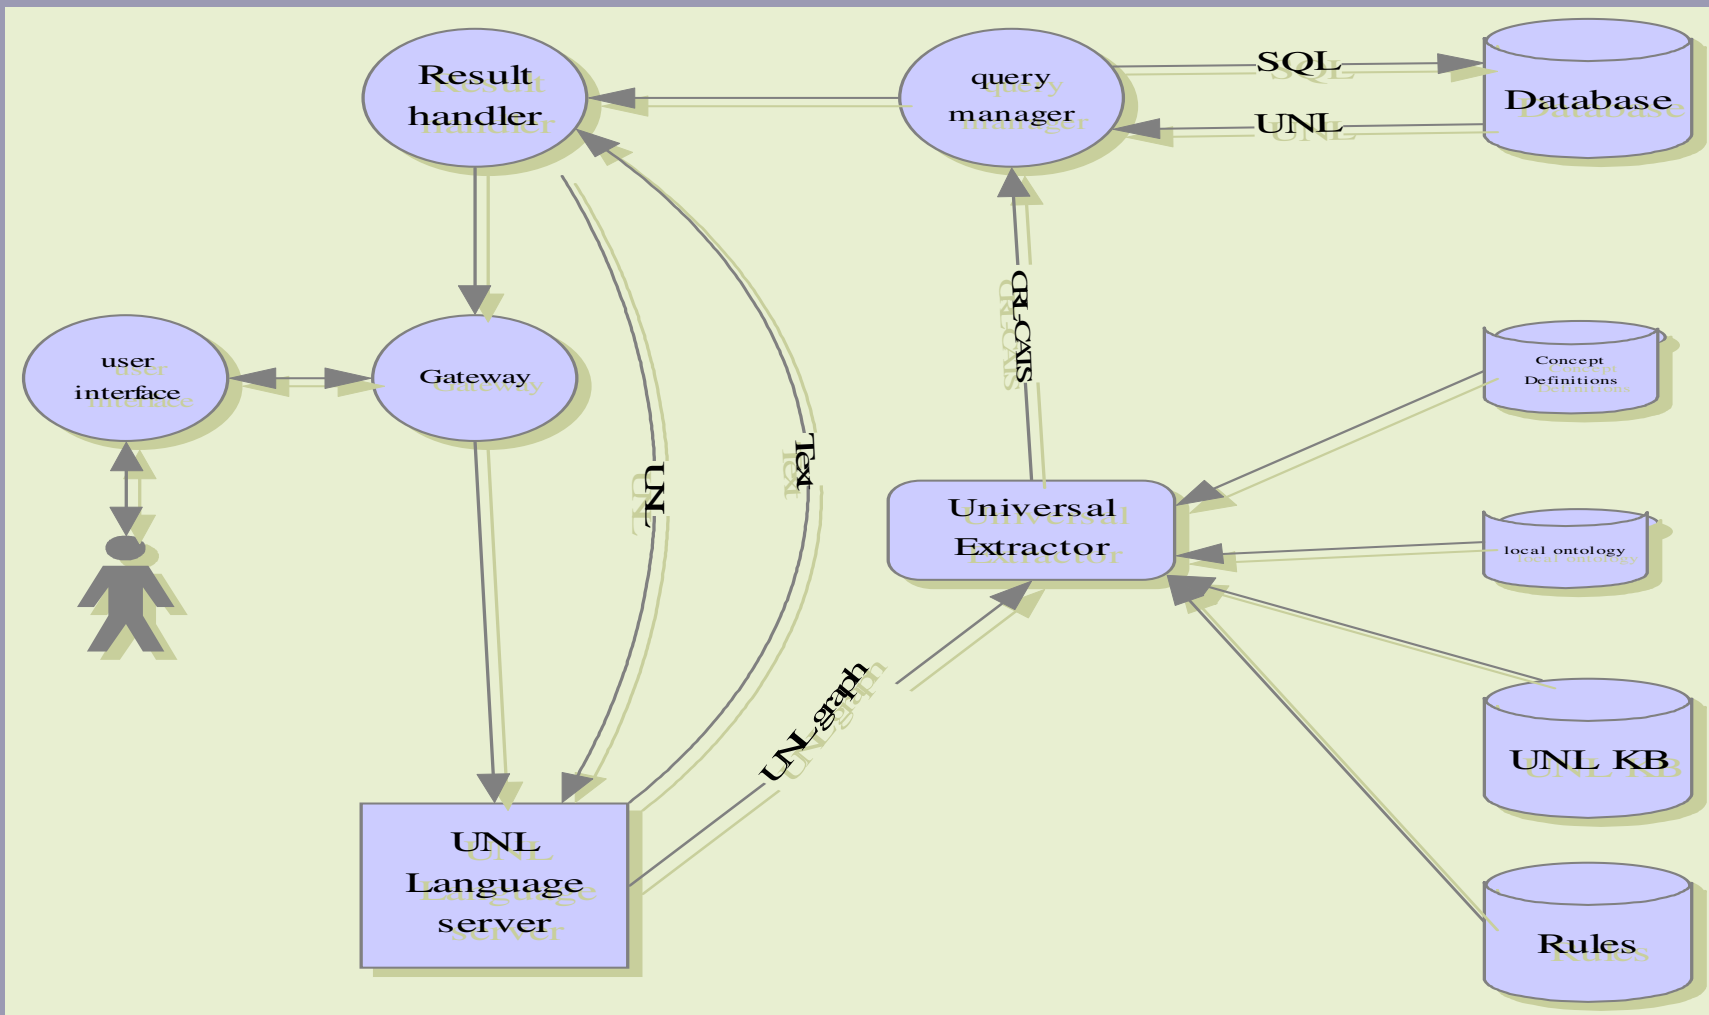 Result
handler
query
manager
SQL
UNL
Database
CRL-CATS
user
interface
Gateway
UNL
Text
Concept
Definitions
Universal
Extractor
local ontology
UNL graph
UNL KB
UNL
Language
server
Rules